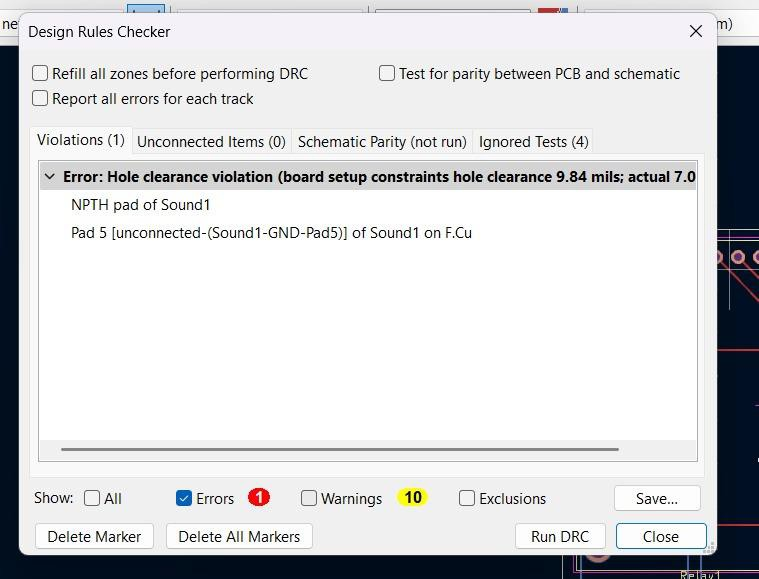 ne
m)
Design Rules Checker
Refill all zones before performing DRC
Test for parity between PCB and schematic
Report all errors for each track
Violations (1) Unconnected Items (0) Schematic Parity (not run) Ignored Tests (4)
Error: Hole clearance violation (board setup constraints hole clearance 9.84 mils; actual 7.0
NPTH pad of Sound1
Pad 5 [unconnected-(Sound1-GND-Pad5)] of Sound1 on F.Cu
Show: All Errors 1 Warnings 10 Exclusions Save...
Delete Marker Delete All Markers Run DRC Close
Relay1